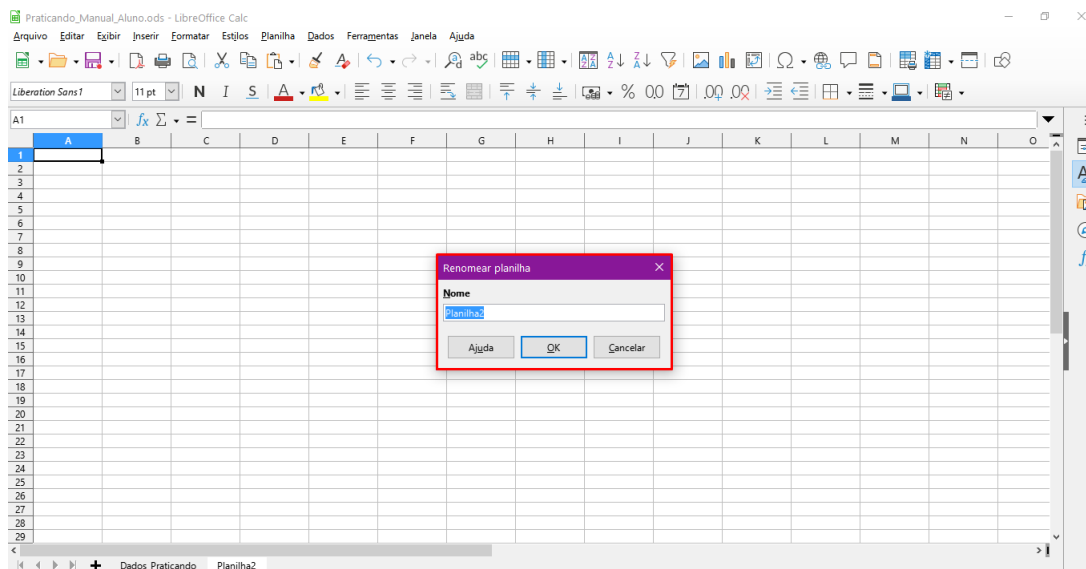 Praticando_Manual_Aluno.ods - LibreOffice Calc
Arquivo Editar Exibir Inserir Formatar Estilos Planilha Dados Ferramentas Janela Ajuda
Liberation Sans1 11 pt N I S A % 0,0 ,00 ,00
A1 fx Σ =
A B C D E F G H I J K L M N O
1
2
3
4
5
6
7
8
9
10
11
12
13
14
15
16
17
18
19
20
21
22
23
24
25
26
27
28
29
Renomear planilha
Nome
Planilha2
Ajuda OK Cancelar
Dados Praticando Planilha2